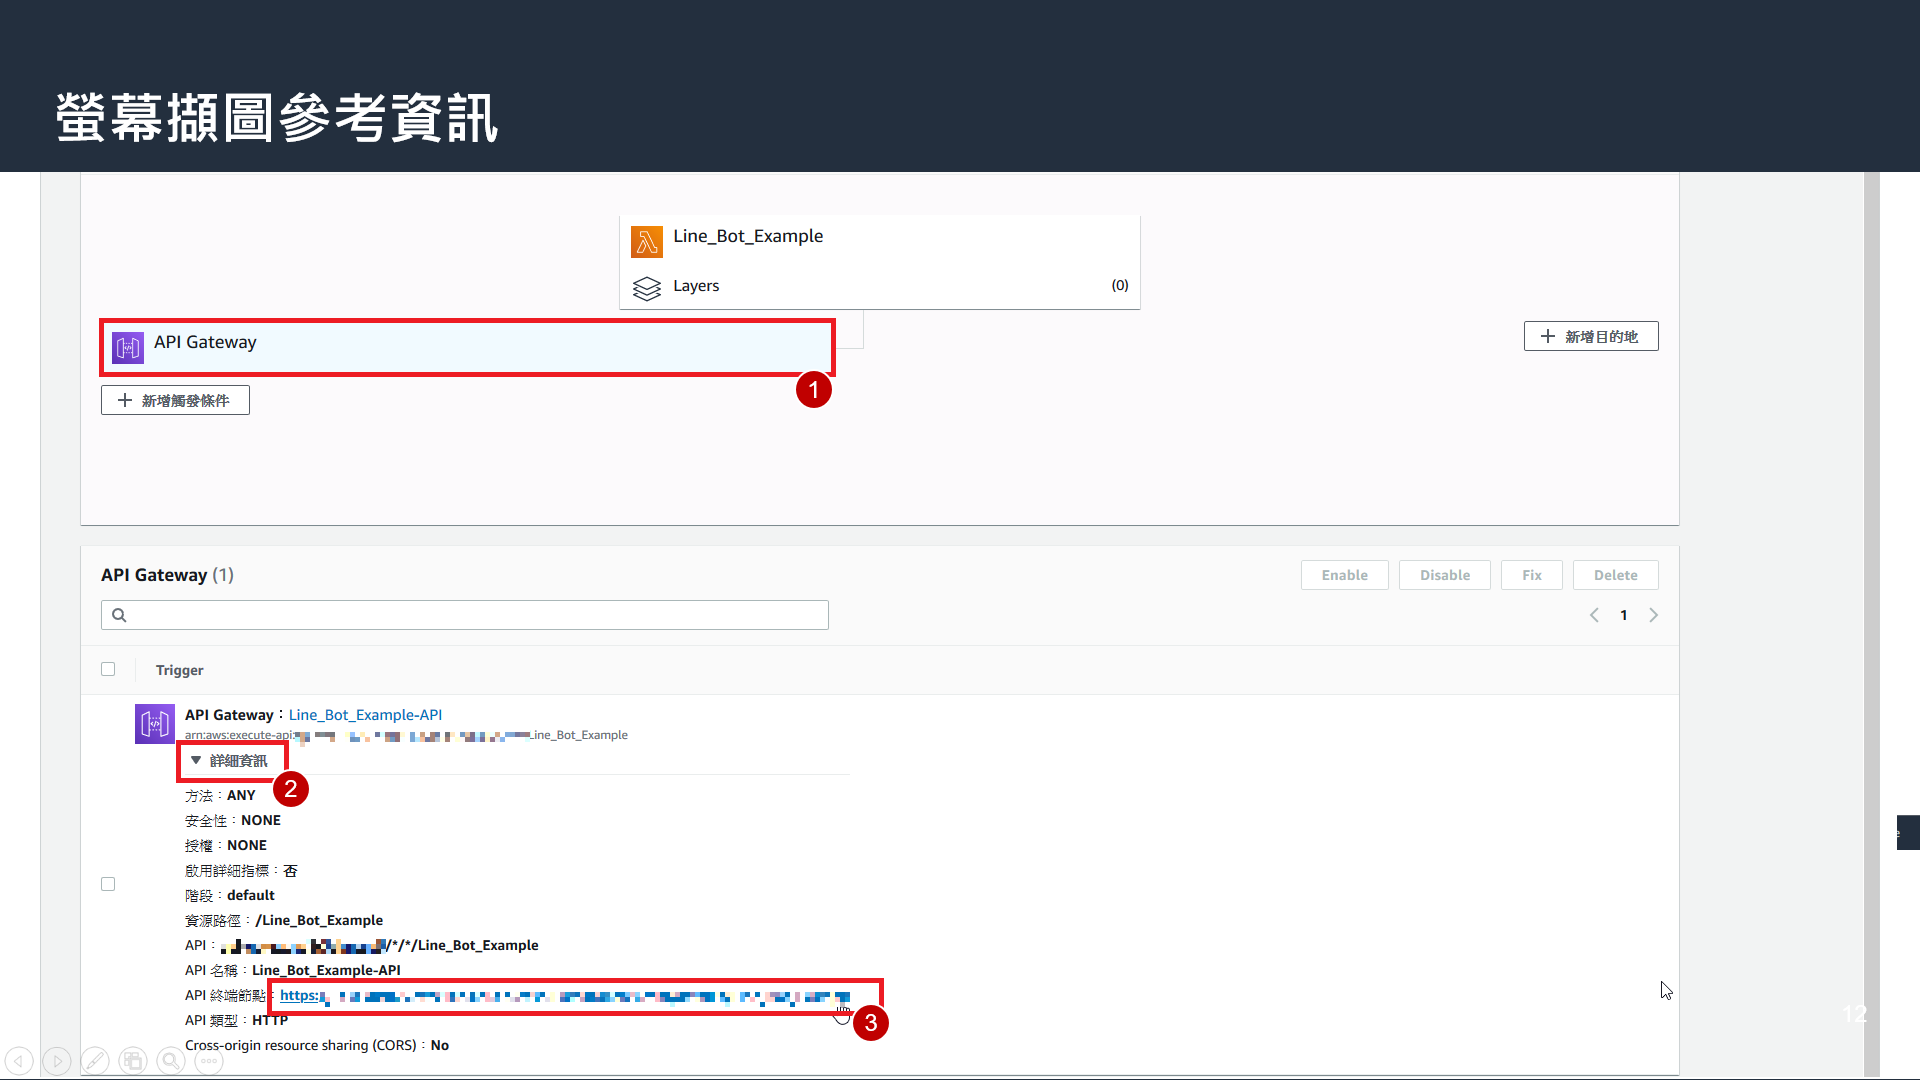 螢幕擷圖參考資訊
Line_Bot_Example
Layers (0)
API Gateway
1
新增目的地
新增觸發條件
API Gateway (1)
Enable Disable Fix Delete
1
Trigger
API Gateway：Line_Bot_Example-API
arn:aws:execute-api: Line_Bot_Example
▼ 詳細資訊
2
方法：ANY
安全性：NONE
授權：NONE
啟用詳細指標：否
階段：default
資源路徑：/Line_Bot_Example
API： /*/*/Line_Bot_Example
API 名稱：Line_Bot_Example-API
API 終端節點：https:
3
API 類型：HTTP
Cross-origin resource sharing (CORS)：No
12